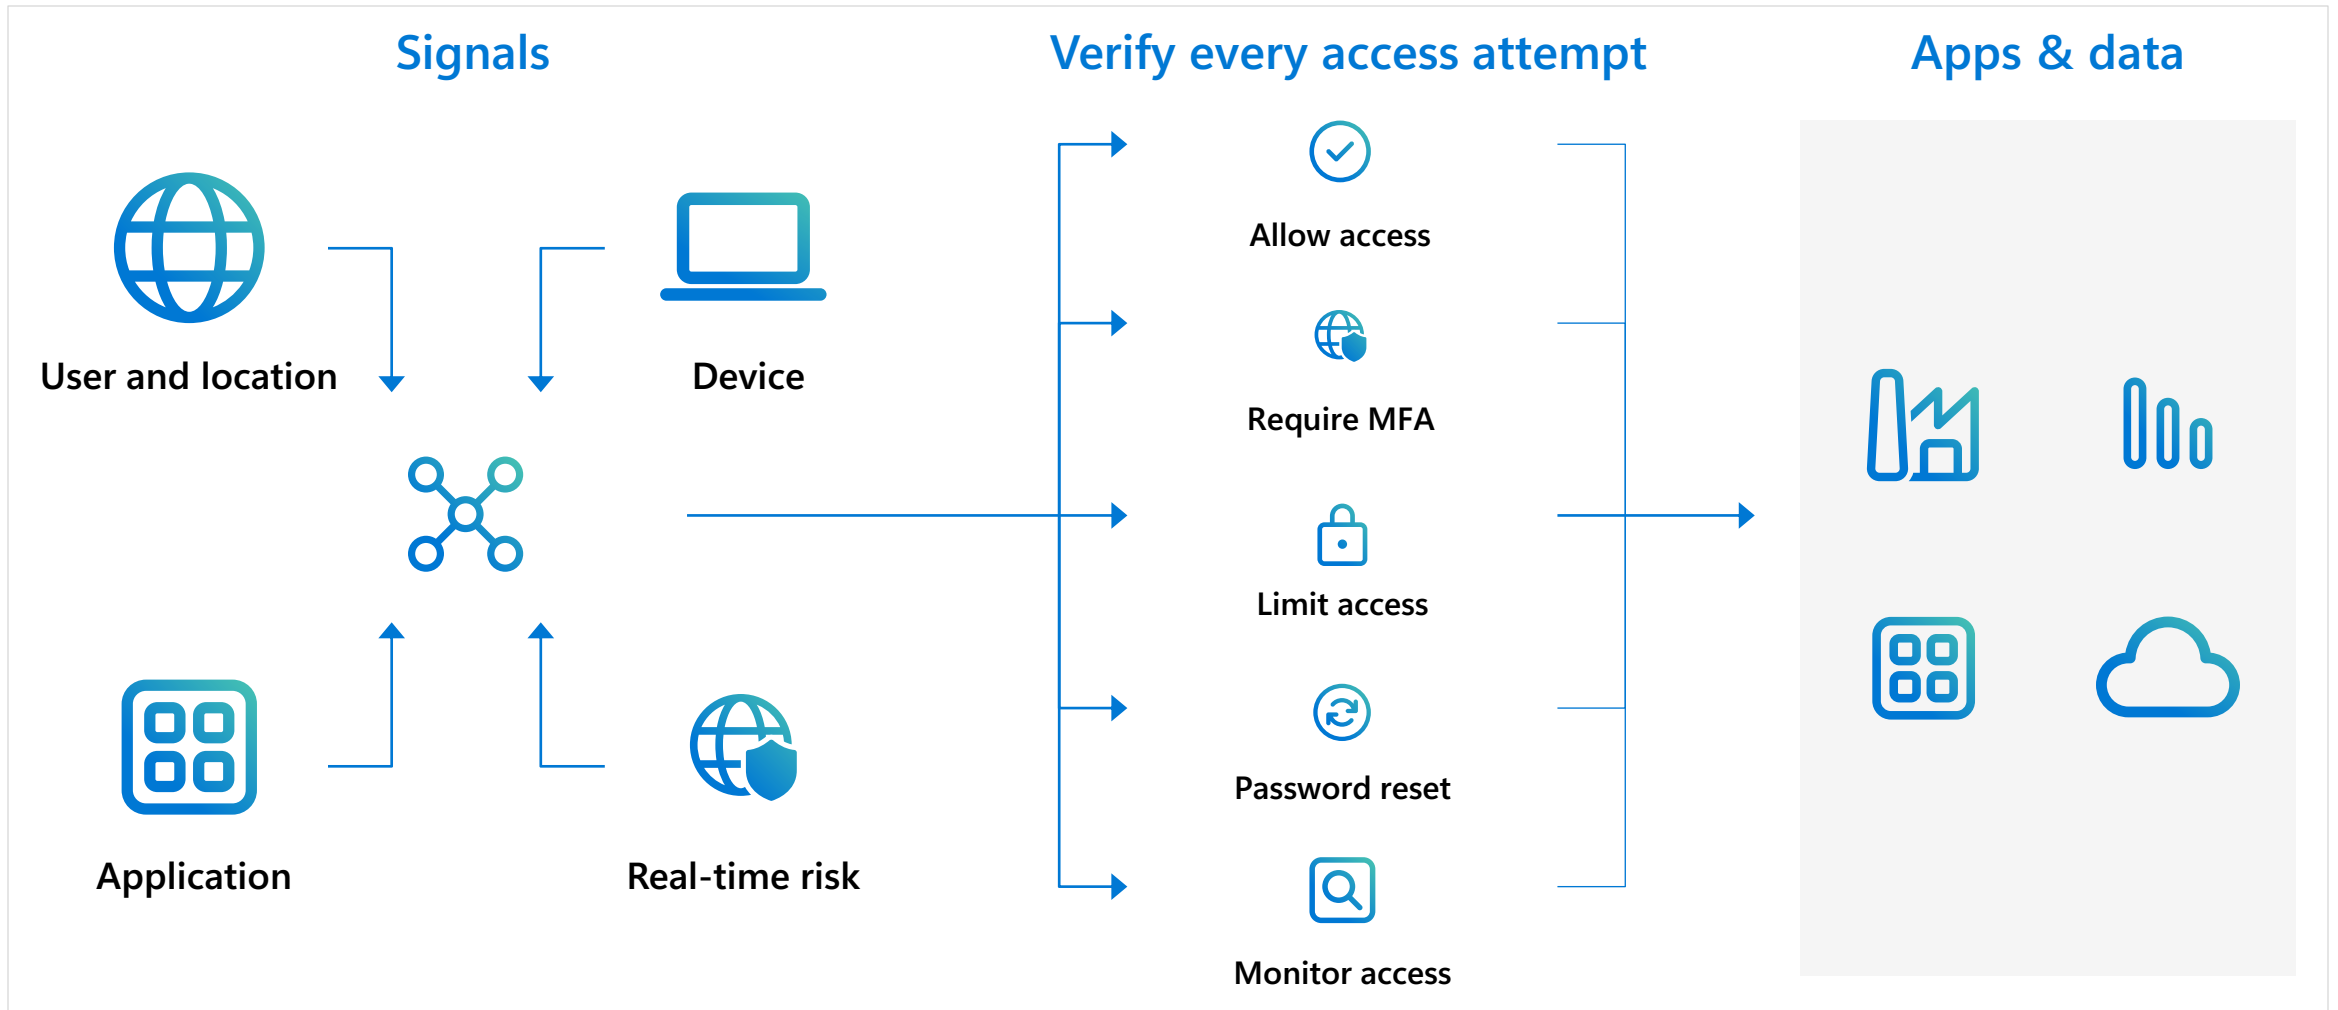 Signals
Verify every access attempt
Apps & data
User and location
Device
Application
Real-time risk
Allow access
Require MFA
Limit access
Password reset
Monitor access